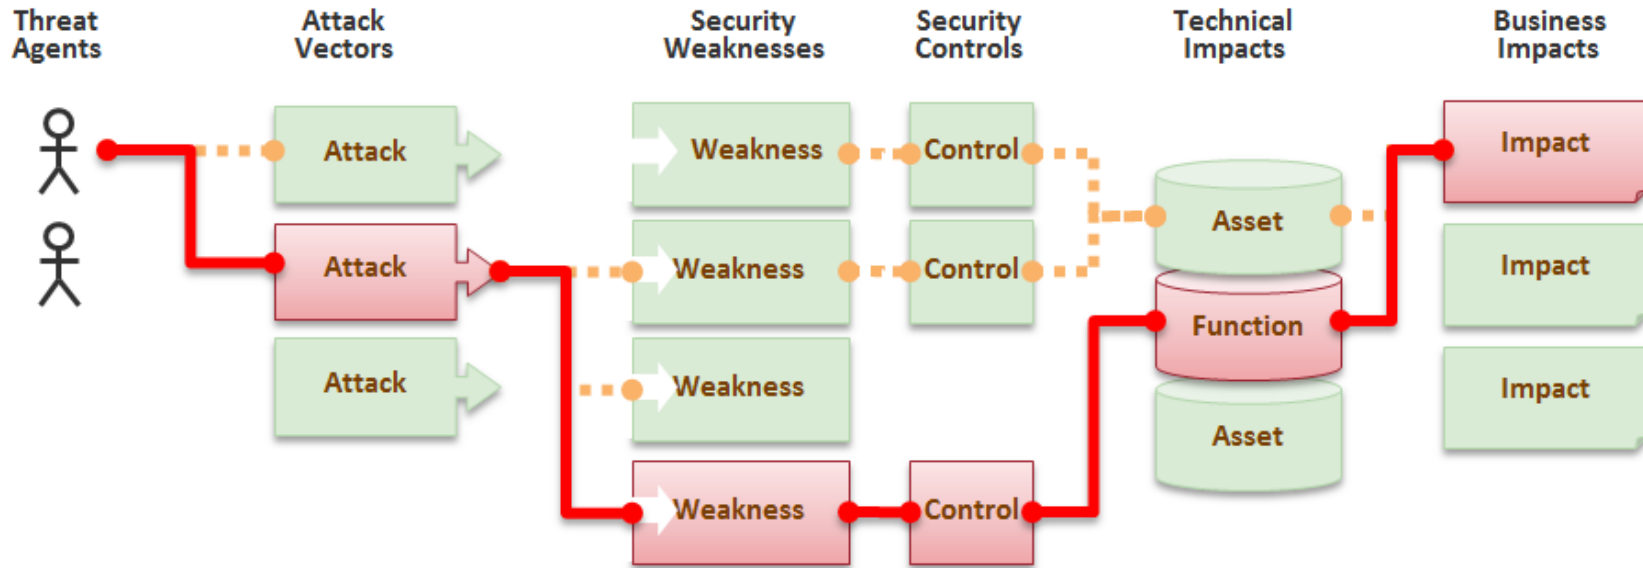 Threat
Agents
Attack
Vectors
Security
Weaknesses
Security
Controls
Technical
Impacts
Business
Impacts
Attack
Weakness
Control
Impact
Asset
Attack
Weakness
Control
Impact
Function
Attack
Weakness
Impact
Asset
Weakness
Control